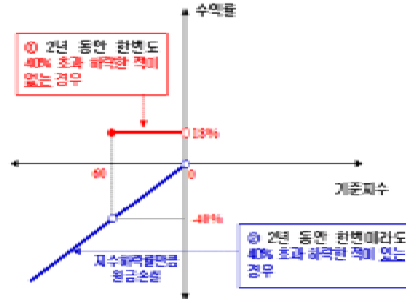 수익률
① 2년 동안 한번도
40% 초과 하락한 적이
없는 경우
18%
60
0
-40%
기준지수
지수하락률만큼
원금손실
② 2년 동안 한번이라도
40% 초과 하락한 적이 있는
경우